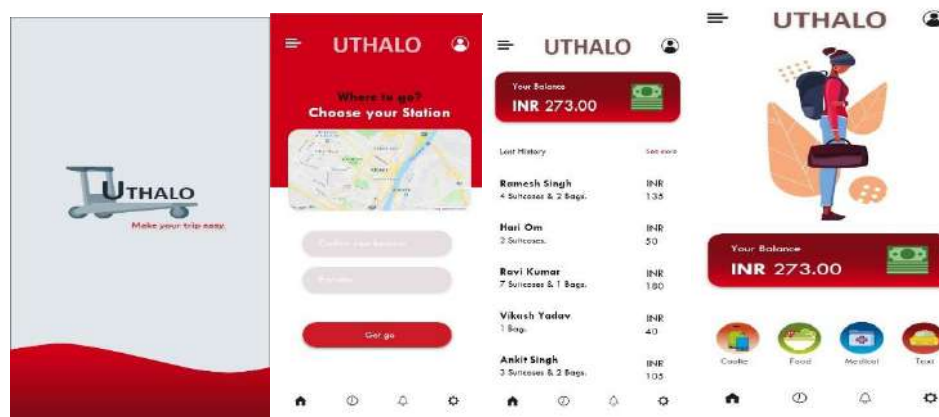 UTHALO
Make your trip easy.
UTHALO
Where to go?
Choose your Station
Get go
UTHALO
Your Balance
INR 273.00
Last History
See more
Ramesh Singh
INR
4 Suitcases & 2 Bags.
135
Hari Om
INR
2 Suitcases.
50
Ravi Kumar
INR
7 Suitcases & 1 Bags.
180
Vikash Yadav
INR
1 Bag.
40
Ankit Singh
INR
3 Suitcases & 2 Bags.
105
UTHALO
Your Balance
INR 273.00
Coolie
Food
Medical
Taxi